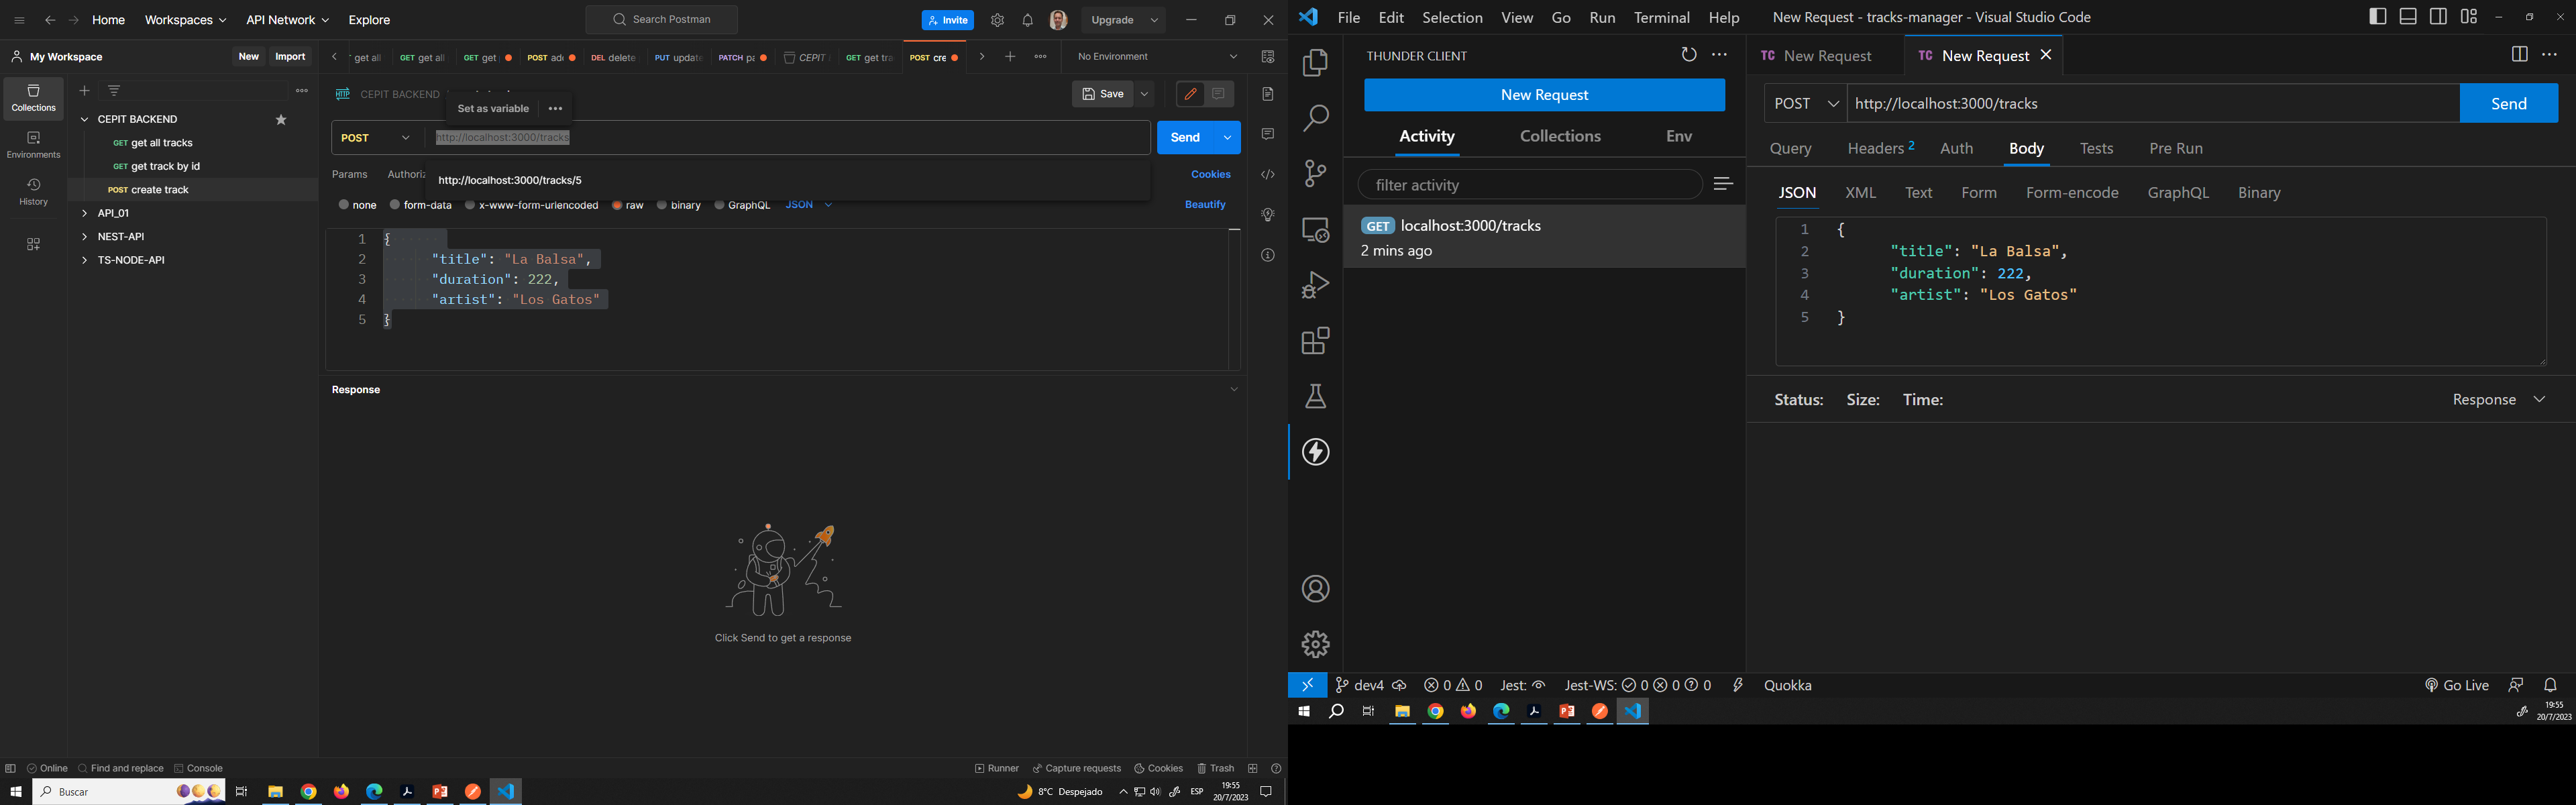 Home Workspaces API Network Explore
Search Postman
Invite
Upgrade
My Workspace
New Import
get all
GET get all
GET get
POST add
DEL delete
PUT update
PATCH pa
CEPIT
GET get tra
POST cre
No Environment
Collections
Environments
History
CEPIT BACKEND
GET get all tracks
GET get track by id
POST create track
API_01
NEST-API
TS-NODE-API
HTTP CEPIT BACKEND
Save
Set as variable
POST http://localhost:3000/tracks
Send
http://localhost:3000/tracks/5
Params Authoriz
Cookies
none form-data x-www-form-urlencoded raw binary GraphQL JSON
Beautify
1 {
2 "title": "La Balsa",
3 "duration": 222,
4 "artist": "Los Gatos"
5 }
Response
Click Send to get a response
Online Find and replace Console
Runner Capture requests Cookies Trash
Buscar
8°C Despejado
ESP
19:55
20/7/2023
File Edit Selection View Go Run Terminal Help
New Request - tracks-manager - Visual Studio Code
THUNDER CLIENT
New Request
Activity Collections Env
filter activity
GET localhost:3000/tracks
2 mins ago
TC New Request
TC New Request
POST http://localhost:3000/tracks
Send
Query Headers 2 Auth Body Tests Pre Run
JSON XML Text Form Form-encode GraphQL Binary
1 {
2 "title": "La Balsa",
3 "duration": 222,
4 "artist": "Los Gatos"
5 }
Status: Size: Time:
Response
dev4 0 0 Jest: Jest-WS: 0 0 0 Quokka
Go Live
19:55
20/7/2023